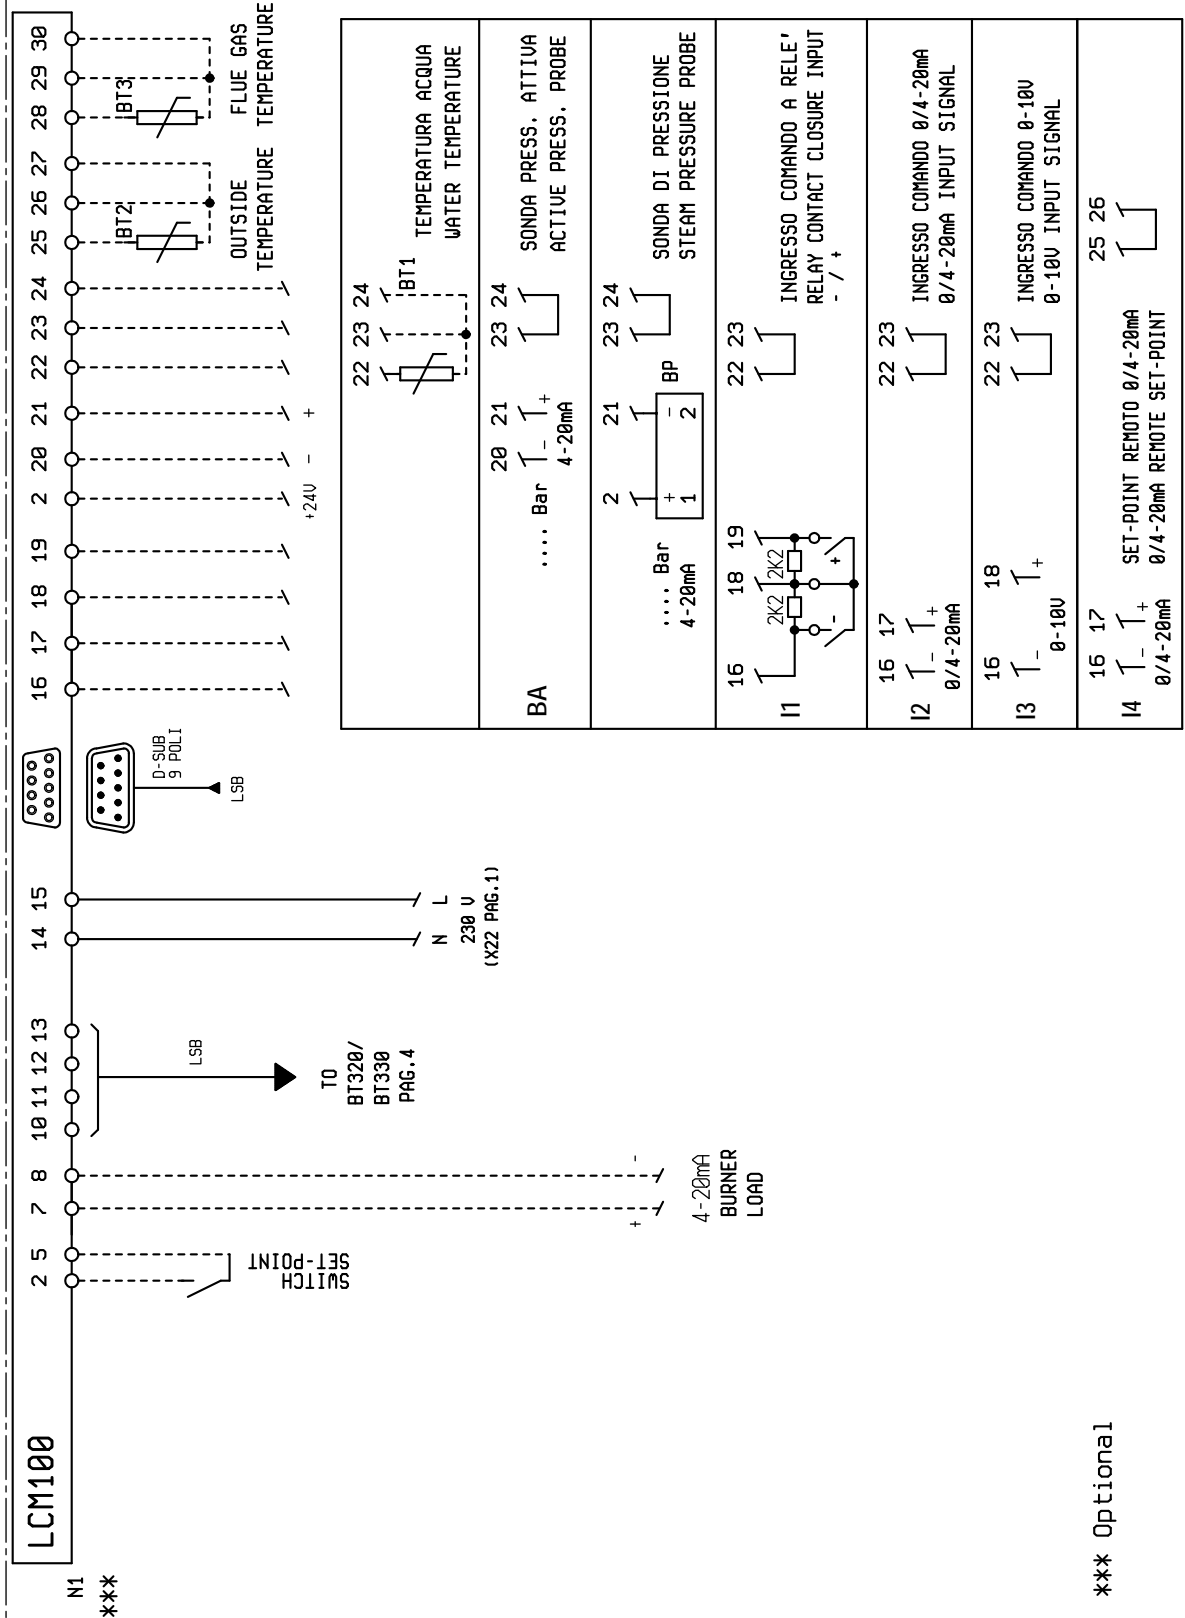 N1
***
LCM100
2 5 7 8 10 11 12 13 14 15 16 17 18 19 2 20 21 22 23 24 25 26 27 28 29 30
SWITCH
SET-POINT
+ -
4-20mA
BURNER
LOAD
LSB
TO
BT320/
BT330
PAG.4
N L
230 V
(X22 PAG.1)
D-SUB
9 POLI
LSB
+24V - +
BT2
OUTSIDE
TEMPERATURE
BT3
FLUE GAS
TEMPERATURE
22 23 24
BT1
TEMPERATURA ACQUA
WATER TEMPERATURE
BA
.... Bar
20 21
- +
4-20mA
23 24
SONDA PRESS. ATTIVA
ACTIVE PRESS. PROBE
.... Bar
4-20mA
2 21
+ -
1 2
BP
23 24
SONDA DI PRESSIONE
STEAM PRESSURE PROBE
I1
16 18 19
2K2 2K2
- +
22 23
INGRESSO COMANDO A RELE'
RELAY CONTACT CLOSURE INPUT
- / +
I2
16 17
- +
0/4-20mA
22 23
INGRESSO COMANDO 0/4-20mA
0/4-20mA INPUT SIGNAL
I3
16 18
- +
0-10V
22 23
INGRESSO COMANDO 0-10V
0-10V INPUT SIGNAL
I4
16 17
- +
0/4-20mA
SET-POINT REMOTO 0/4-20mA
0/4-20mA REMOTE SET-POINT
25 26
*** Optional